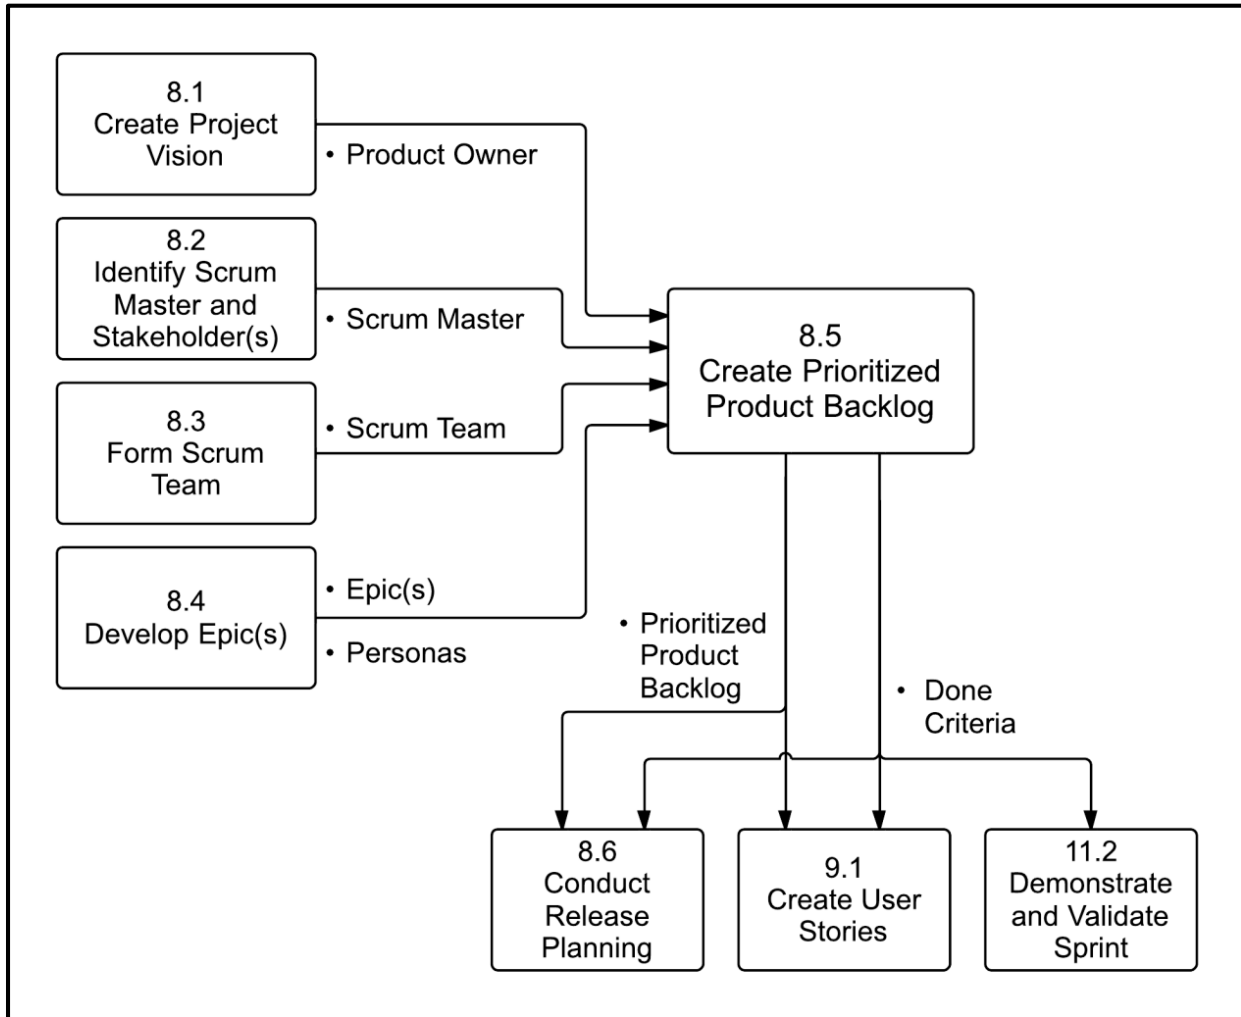 8.1
Create Project
Vision
• Product Owner
8.2
Identify Scrum
Master and
Stakeholder(s)
• Scrum Master
8.3
Form Scrum
Team
• Scrum Team
8.4
Develop Epic(s)
• Epic(s)
• Personas
8.5
Create Prioritized
Product Backlog
• Prioritized
Product
Backlog
• Done
Criteria
8.6
Conduct
Release
Planning
9.1
Create User
Stories
11.2
Demonstrate
and Validate
Sprint